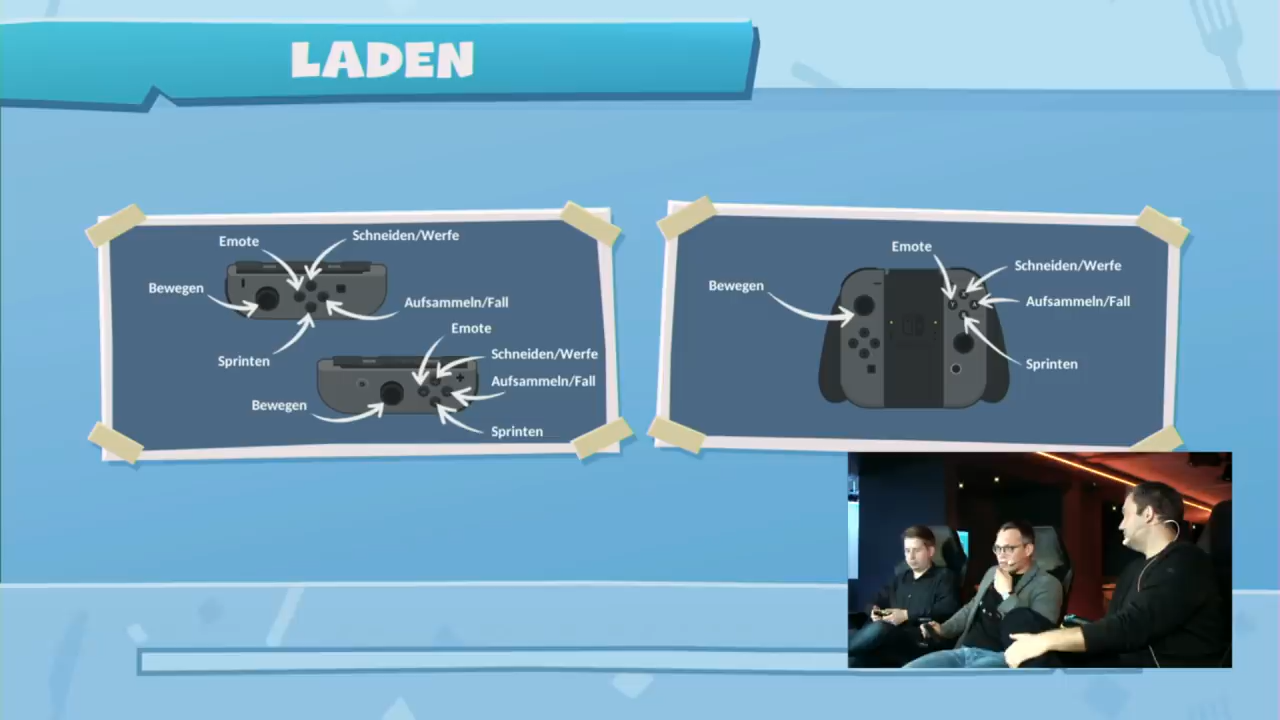 LADEN
Emote
Schneiden/Werfe
Bewegen
Aufsammeln/Fall
Sprinten
Emote
Schneiden/Werfe
Aufsammeln/Fall
Bewegen
Sprinten
Emote
Schneiden/Werfe
Bewegen
Aufsammeln/Fall
Sprinten